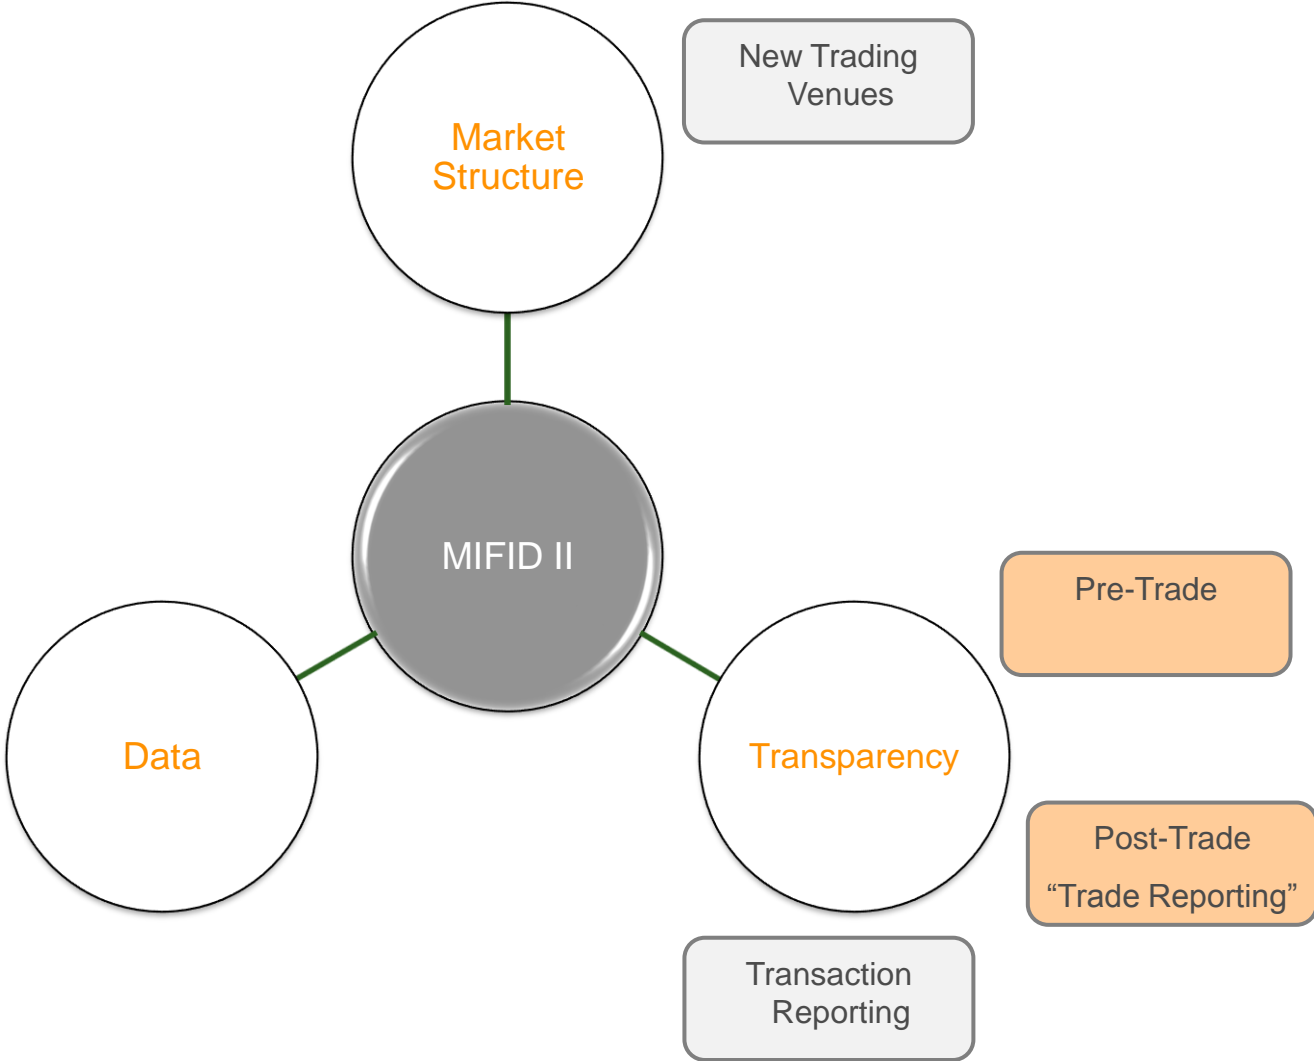 New Trading
Venues
Market
Structure
MIFID II
Pre-Trade
Data
Transparency
Post-Trade
“Trade Reporting”
Transaction
Reporting